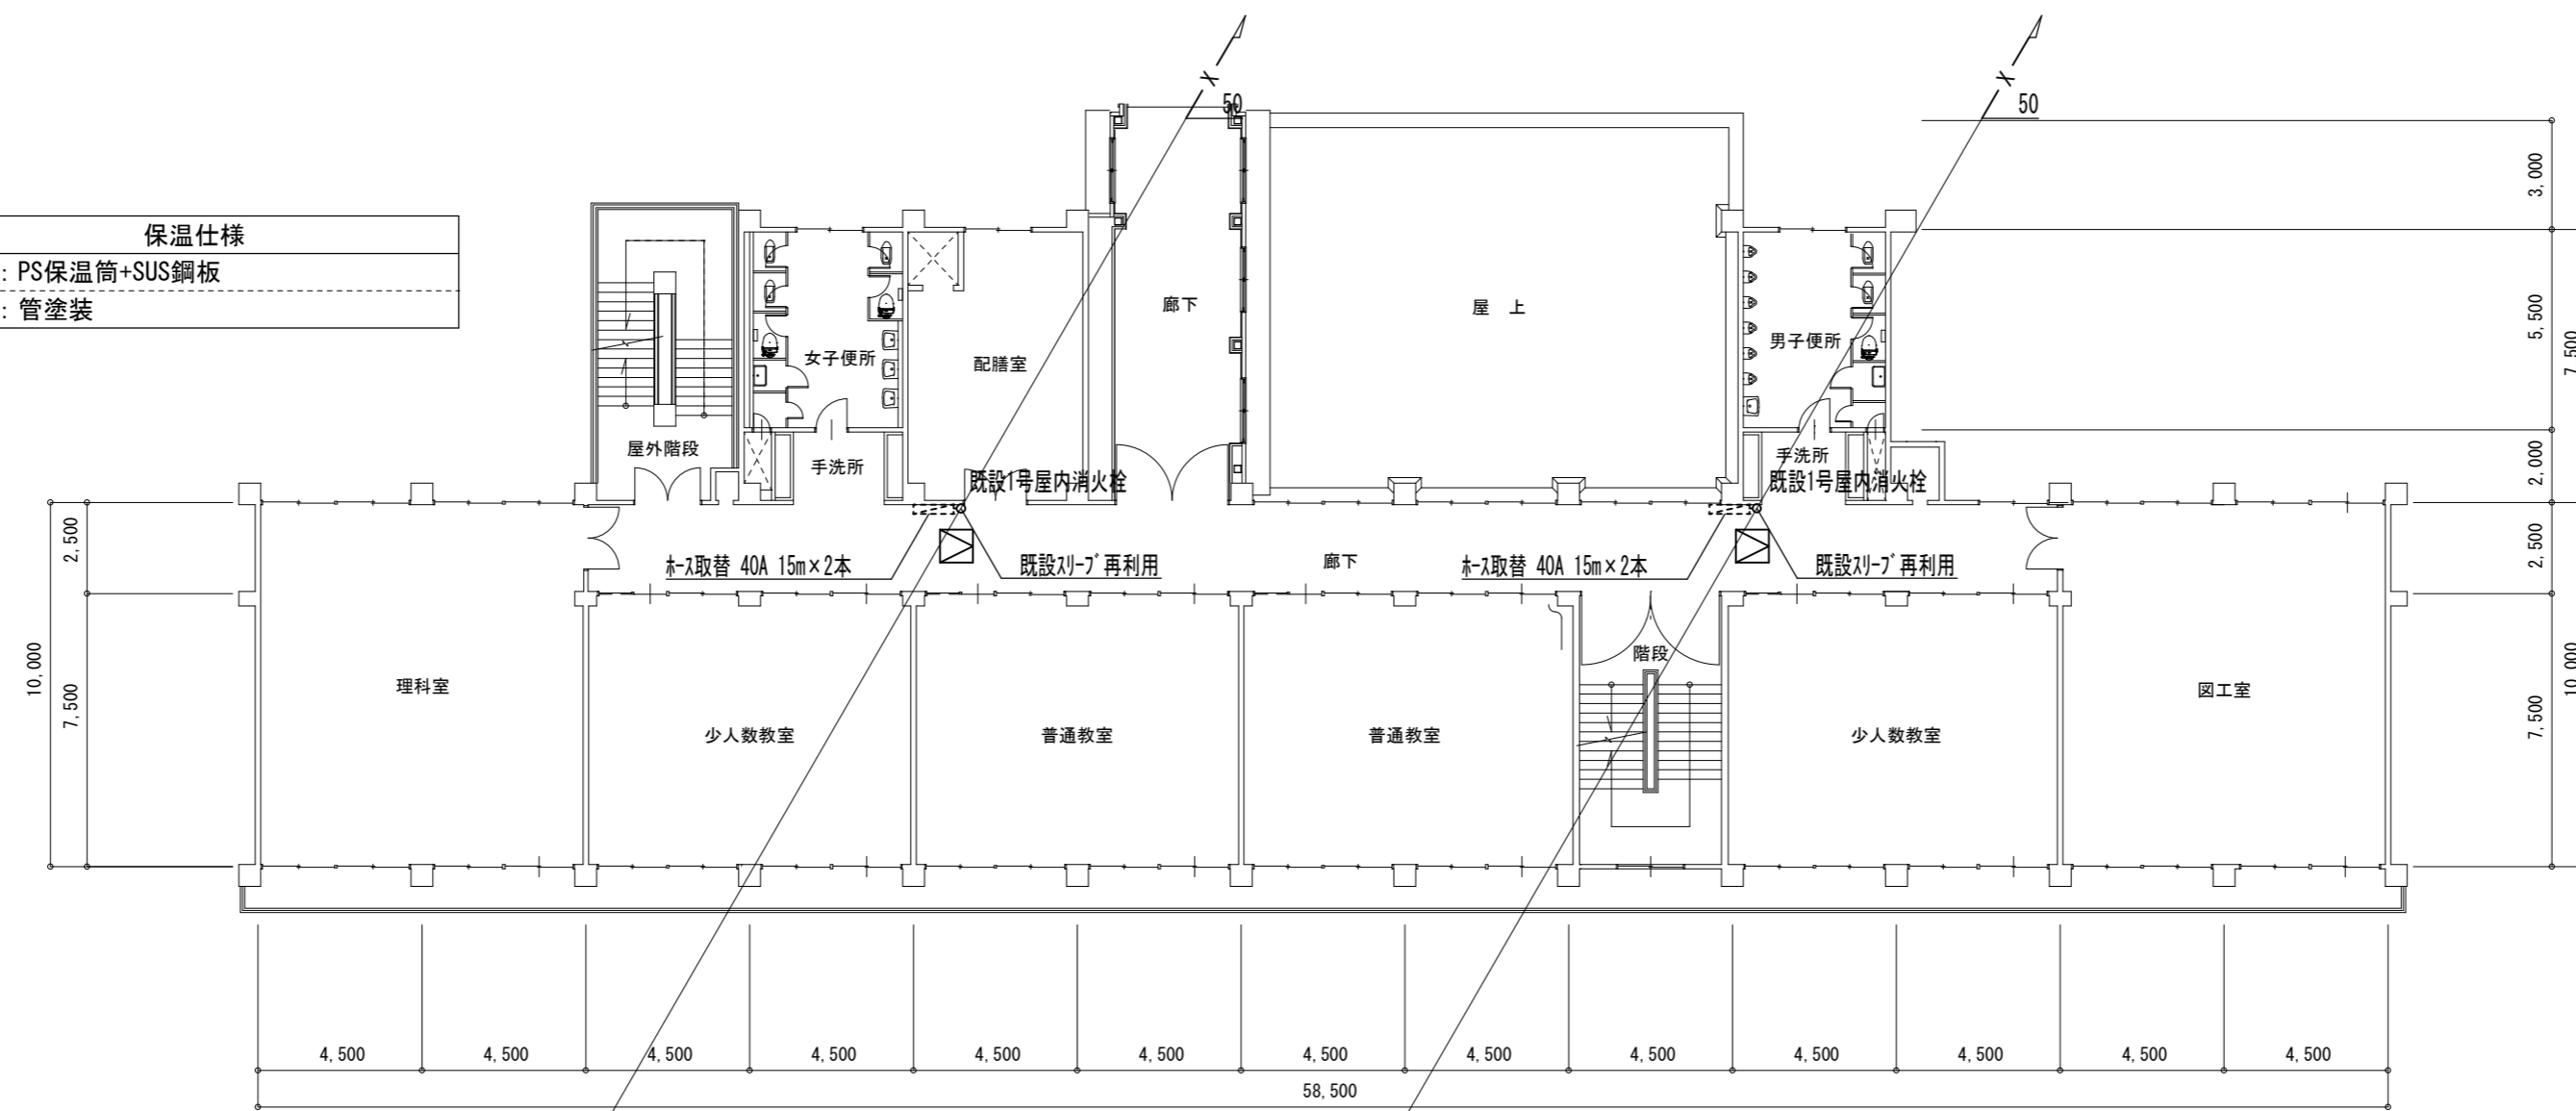 X
X
50
50
保温仕様
: PS保温筒+SUS鋼板
: 管塗装
3,000
5,500
7,500
2,000
2,500
10,000
7,500
廊下
屋 上
男子便所
女子便所
配膳室
屋外階段
手洗所
手洗所
既設1号屋内消火栓
既設1号屋内消火栓
2,500
10,000
7,500
ホース取替 40A 15m×2本
既設スリーブ再利用
廊下
ホース取替 40A 15m×2本
既設スリーブ再利用
階段
理科室
少人数教室
普通教室
普通教室
少人数教室
図工室
4,500
4,500
4,500
4,500
4,500
4,500
4,500
4,500
4,500
4,500
4,500
4,500
4,500
58,500